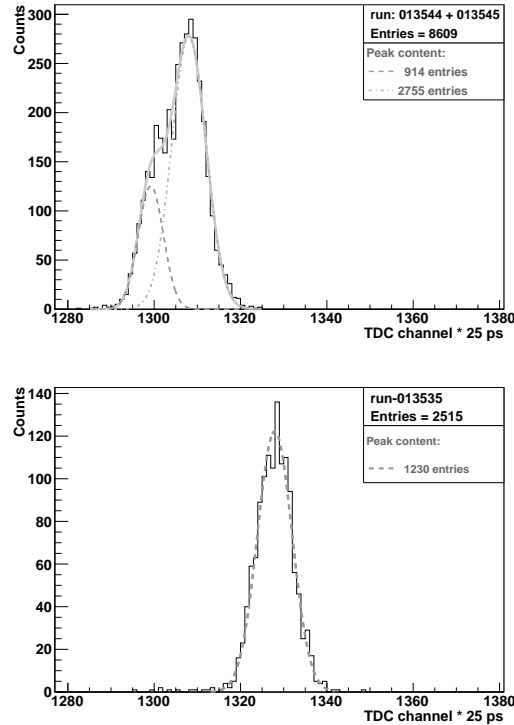 Counts
300
250
200
150
100
50
0
1280 1300 1320 1340 1360 1380
TDC channel * 25 ps
run: 013544 + 013545
Entries = 8609
Peak content:
914 entries
2755 entries
Counts
140
120
100
80
60
40
20
0
1280 1300 1320 1340 1360 1380
TDC channel * 25 ps
run-013535
Entries = 2515
Peak content:
1230 entries